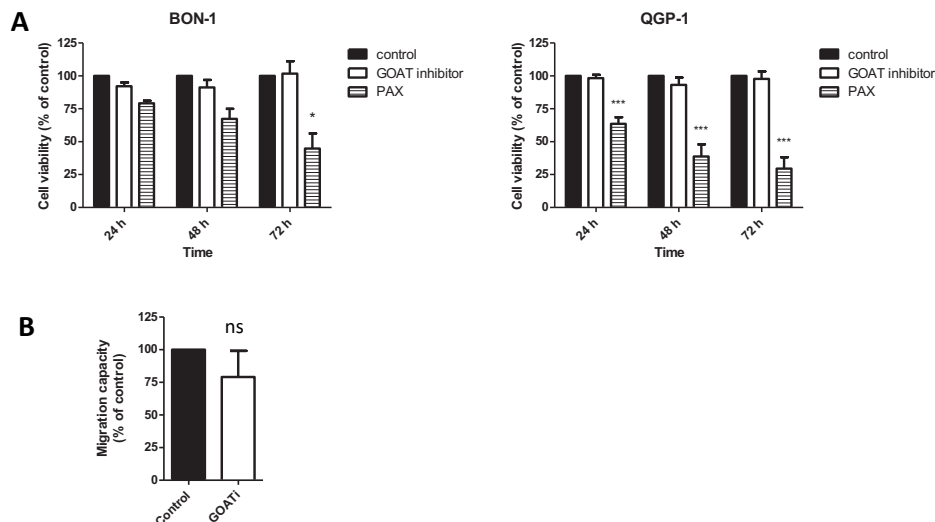 A
BON-1
Cell viability (% of control)
125
100
75
50
25
0
*
24 h
48 h
72 h
Time
control
GOAT inhibitor
PAX
QGP-1
Cell viability (% of control)
125
100
75
50
25
0
***
***
***
24 h
48 h
72 h
Time
control
GOAT inhibitor
PAX
B
Migration capacity
(% of control)
125
100
75
50
25
0
ns
Control
GOATi